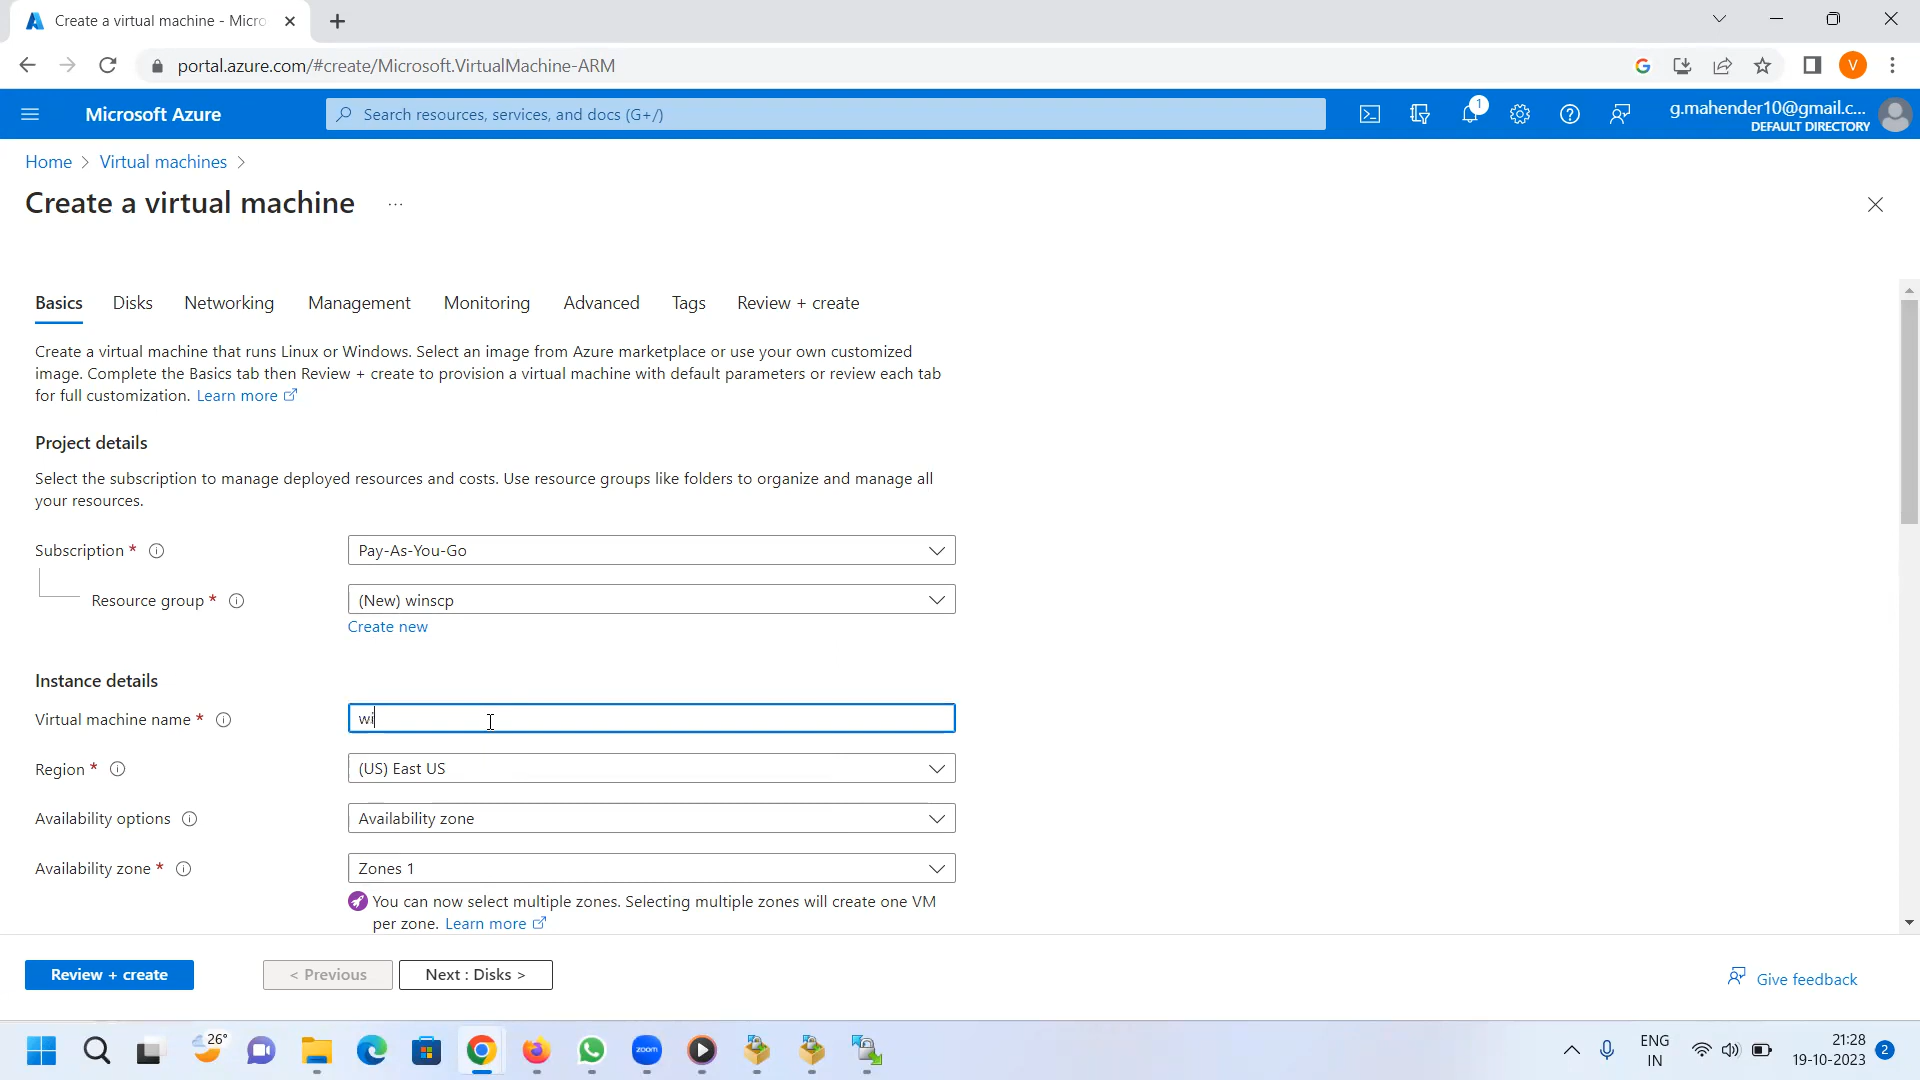 Create a virtual machine - Micro
portal.azure.com/#create/Microsoft.VirtualMachine-ARM
V
Microsoft Azure
Search resources, services, and docs (G+/)
1
g.mahender10@gmail.c...
DEFAULT DIRECTORY
Home > Virtual machines >
Create a virtual machine ...
Basics Disks Networking Management Monitoring Advanced Tags Review + create
Create a virtual machine that runs Linux or Windows. Select an image from Azure marketplace or use your own customized
image. Complete the Basics tab then Review + create to provision a virtual machine with default parameters or review each tab
for full customization. Learn more
Project details
Select the subscription to manage deployed resources and costs. Use resource groups like folders to organize and manage all
your resources.
Subscription * Pay-As-You-Go
Resource group * (New) winscp
Create new
Instance details
Virtual machine name * wi
Region * (US) East US
Availability options Availability zone
Availability zone * Zones 1
You can now select multiple zones. Selecting multiple zones will create one VM
per zone. Learn more
Review + create < Previous Next : Disks > Give feedback
26°
zoom
ENG
IN
21:28
19-10-2023
2